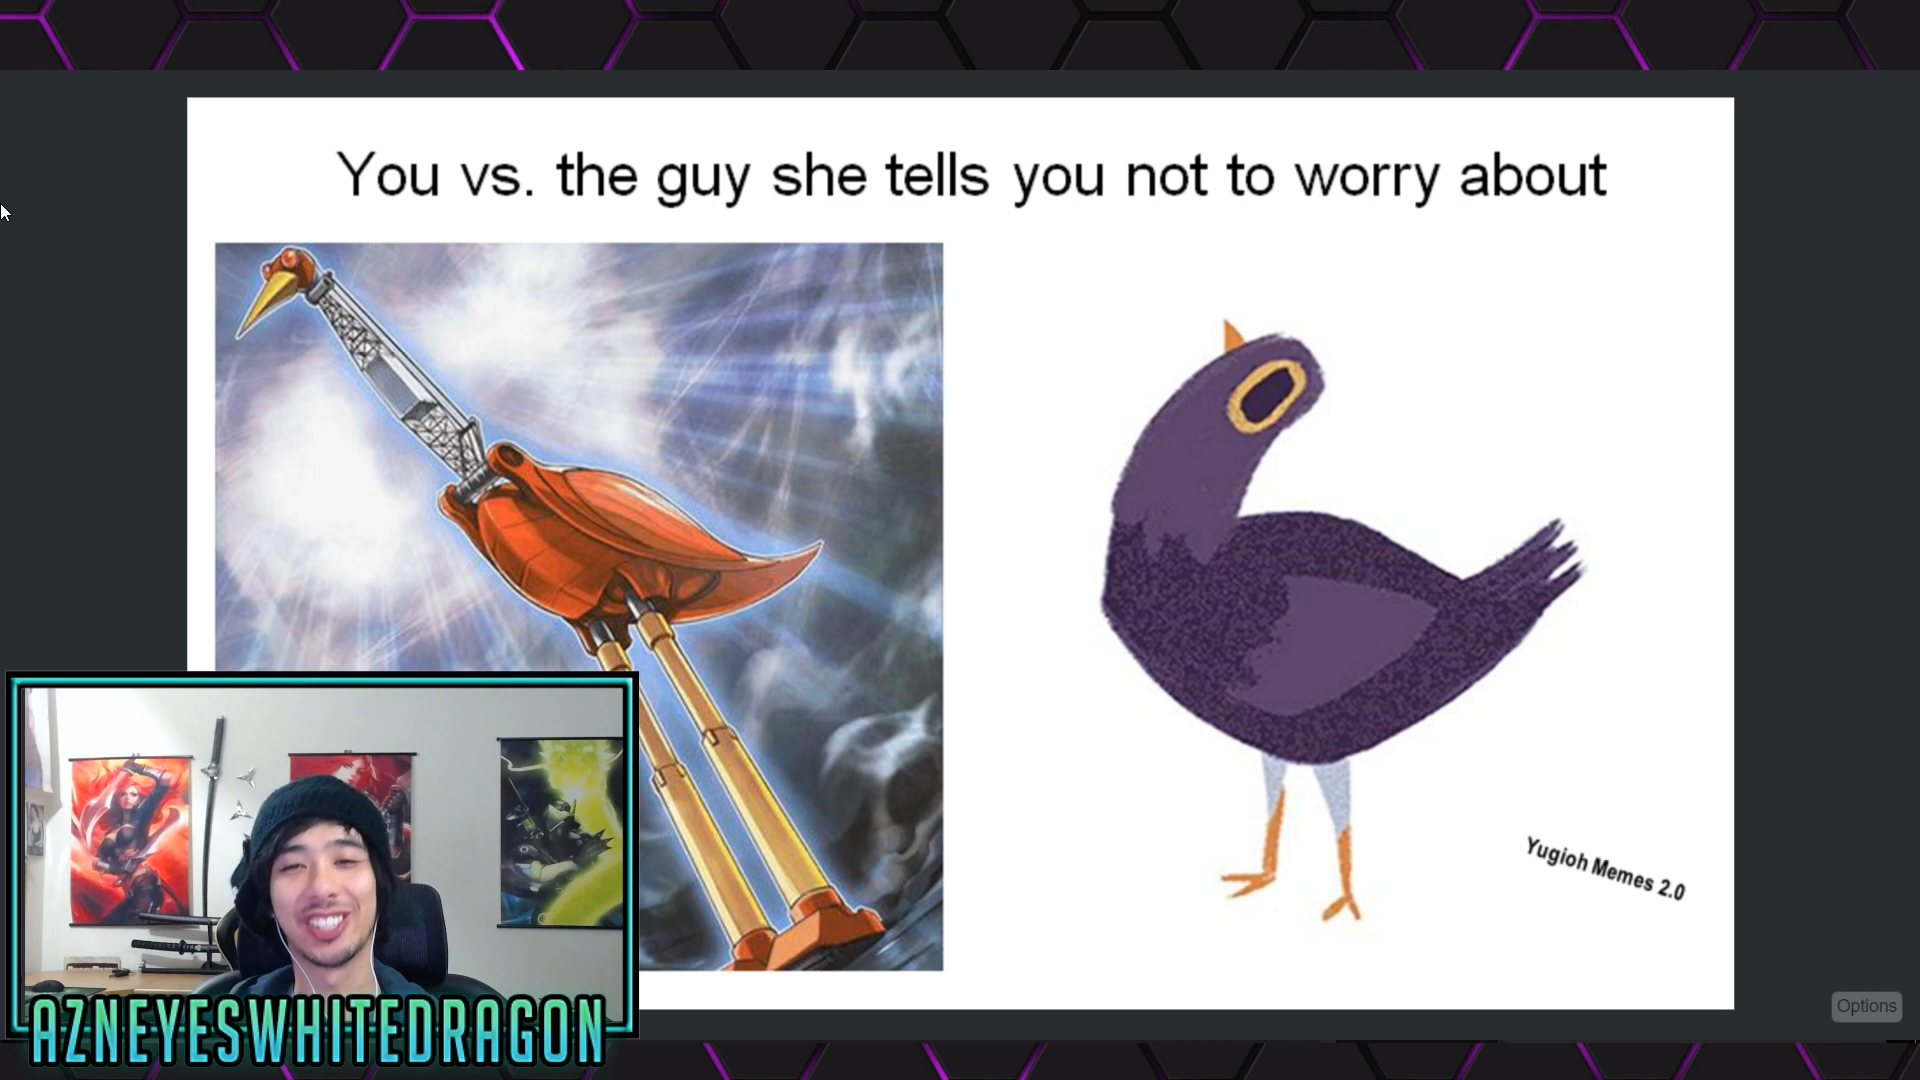 You vs. the guy she tells you not to worry about
Yugioh Memes 2.0
Options
AZNEYESWHITEDRAGON